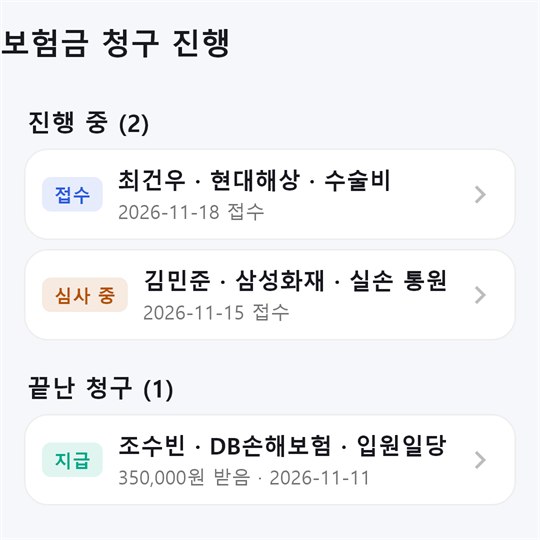 보험금 청구 진행
진행 중 (2)
접수
최건우 · 현대해상 · 수술비
2026-11-18 접수
심사 중
김민준 · 삼성화재 · 실손 통원
2026-11-15 접수
끝난 청구 (1)
지급
조수빈 · DB손해보험 · 입원일당
350,000원 받음 · 2026-11-11